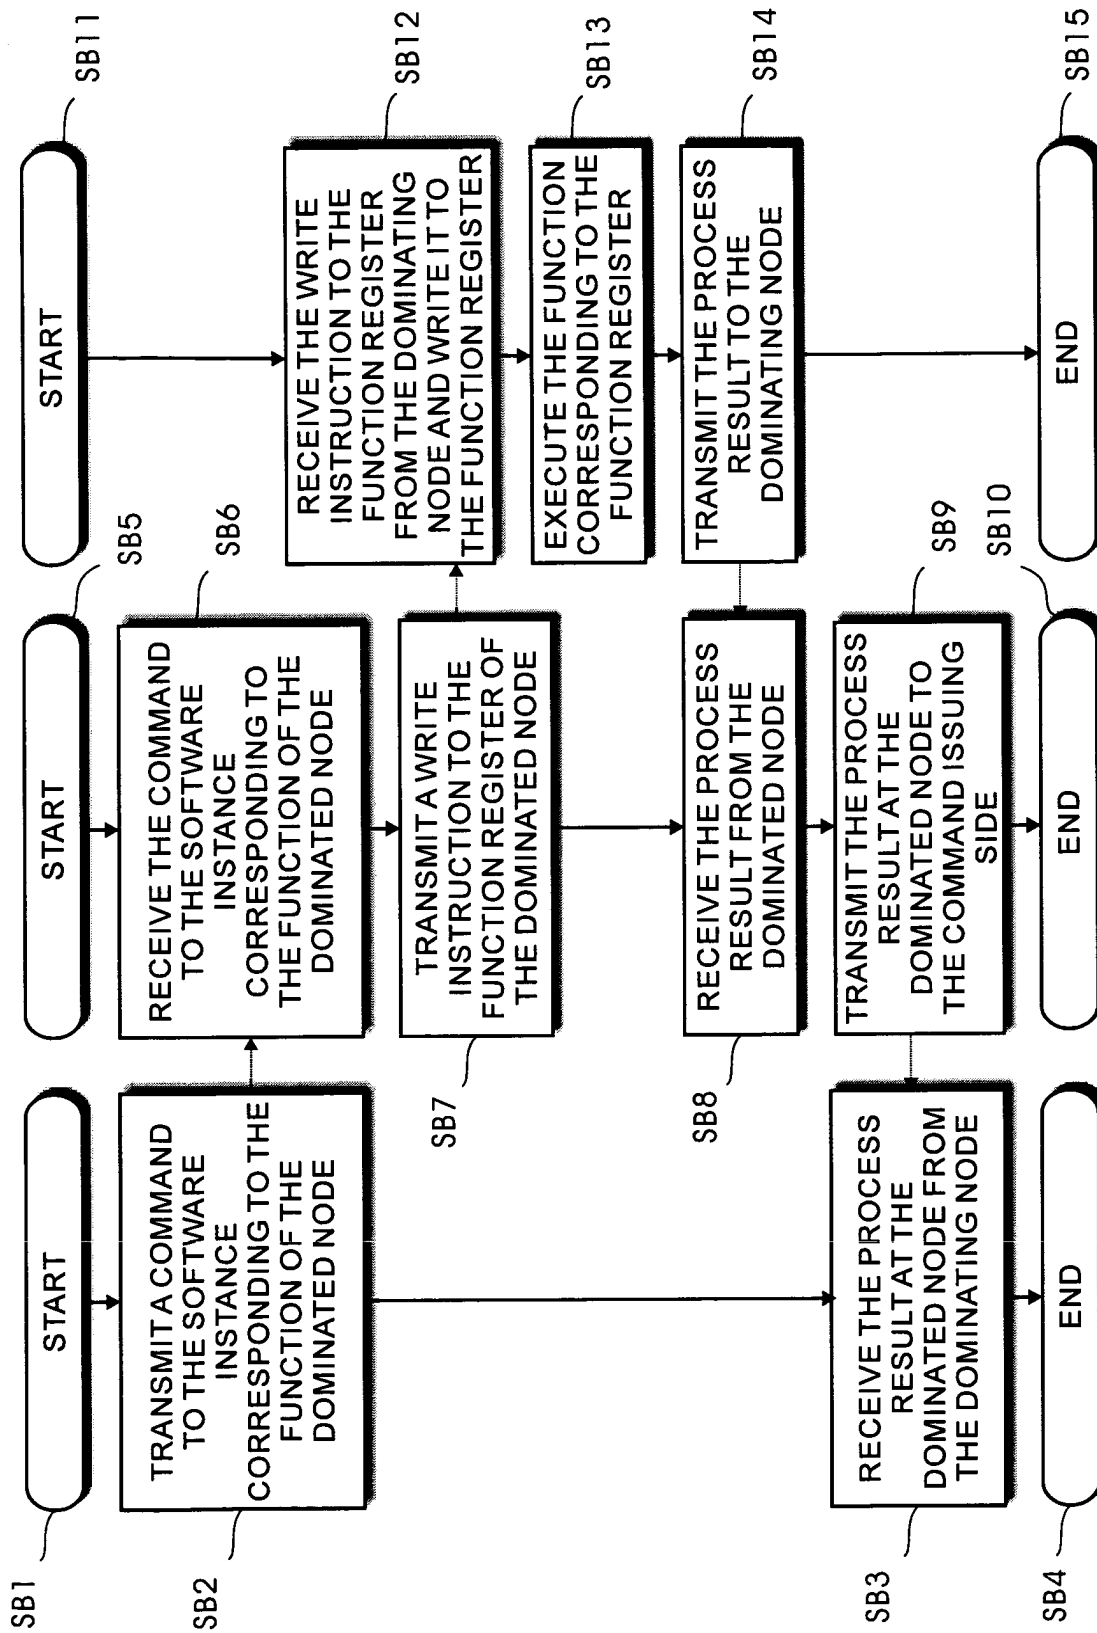 SB1
START
SB2
TRANSMIT A COMMAND
TO THE SOFTWARE
INSTANCE
CORRESPONDING TO THE
FUNCTION OF THE
DOMINATED NODE
SB3
RECEIVE THE PROCESS
RESULT AT THE
DOMINATED NODE FROM
THE DOMINATING NODE
SB4
END
START
SB5
RECEIVE THE COMMAND
TO THE SOFTWARE
INSTANCE
CORRESPONDING TO
THE FUNCTION OF THE
DOMINATED NODE
SB6
SB7
TRANSMIT A WRITE
INSTRUCTION TO THE
FUNCTION REGISTER OF
THE DOMINATED NODE
SB8
RECEIVE THE PROCESS
RESULT FROM THE
DOMINATED NODE
TRANSMIT THE PROCESS
RESULT AT THE
DOMINATED NODE TO
THE COMMAND ISSUING
SIDE
SB9
END
SB10
START
SB11
RECEIVE THE WRITE
INSTRUCTION TO THE
FUNCTION REGISTER
FROM THE DOMINATING
NODE AND WRITE IT TO
THE FUNCTION REGISTER
SB12
EXECUTE THE FUNCTION
CORRESPONDING TO THE
FUNCTION REGISTER
SB13
TRANSMIT THE PROCESS
RESULT TO THE
DOMINATING NODE
SB14
END
SB15